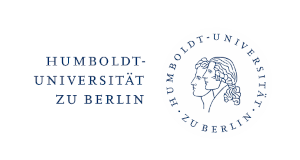 HUMBOLDT-
UNIVERSITÄT
ZU BERLIN
· HUMBOLDT-UNIVERSITÄT ·
ZU BERLIN